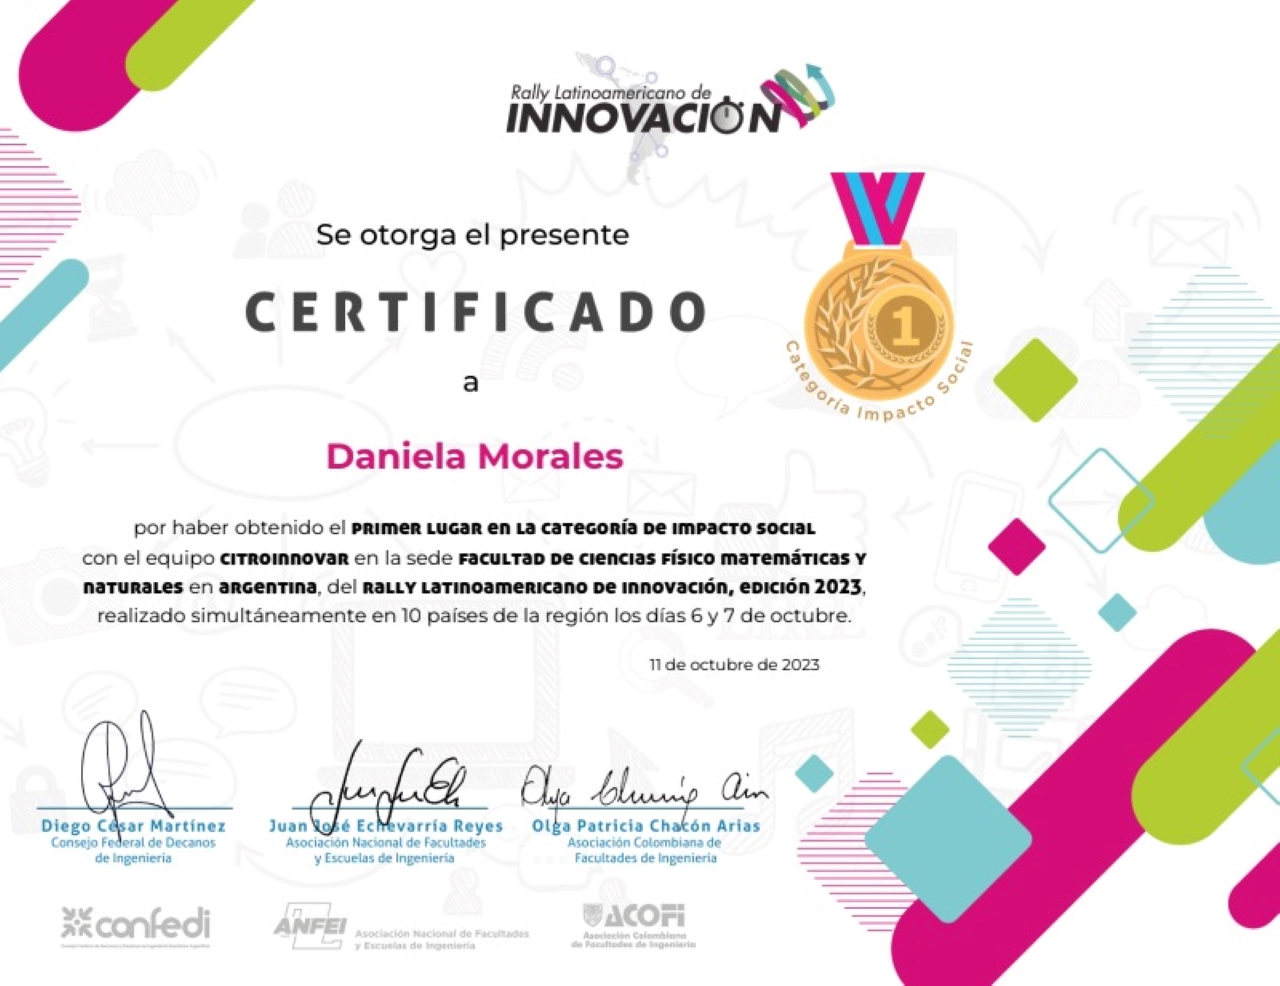 Rally Latinoamericano de
INNOVACIÓN
Se otorga el presente
CERTIFICADO
a
Daniela Morales
1
Categoría Impacto Social
por haber obtenido el PRIMER LUGAR EN LA CATEGORÍA DE IMPACTO SOCIAL
con el equipo CITROINNOVAR en la sede FACULTAD DE CIENCIAS FÍSICO MATEMÁTICAS Y
NATURALES en ARGENTINA, del RALLY LATINOAMERICANO DE INNOVACIÓN, EDICIÓN 2023,
realizado simultáneamente en 10 países de la región los días 6 y 7 de octubre.
11 de octubre de 2023
Diego César Martínez
Consejo Federal de Decanos
de Ingeniería
Juan José Echevarría Reyes
Asociación Nacional de Facultades
y Escuelas de Ingeniería
Olga Patricia Chacón Arias
Asociación Colombiana de
Facultades de Ingeniería
confedi
ANFEI
Asociación Nacional de Facultades
y Escuelas de Ingeniería
ACOFI
Asociación Colombiana
de Facultades de Ingeniería